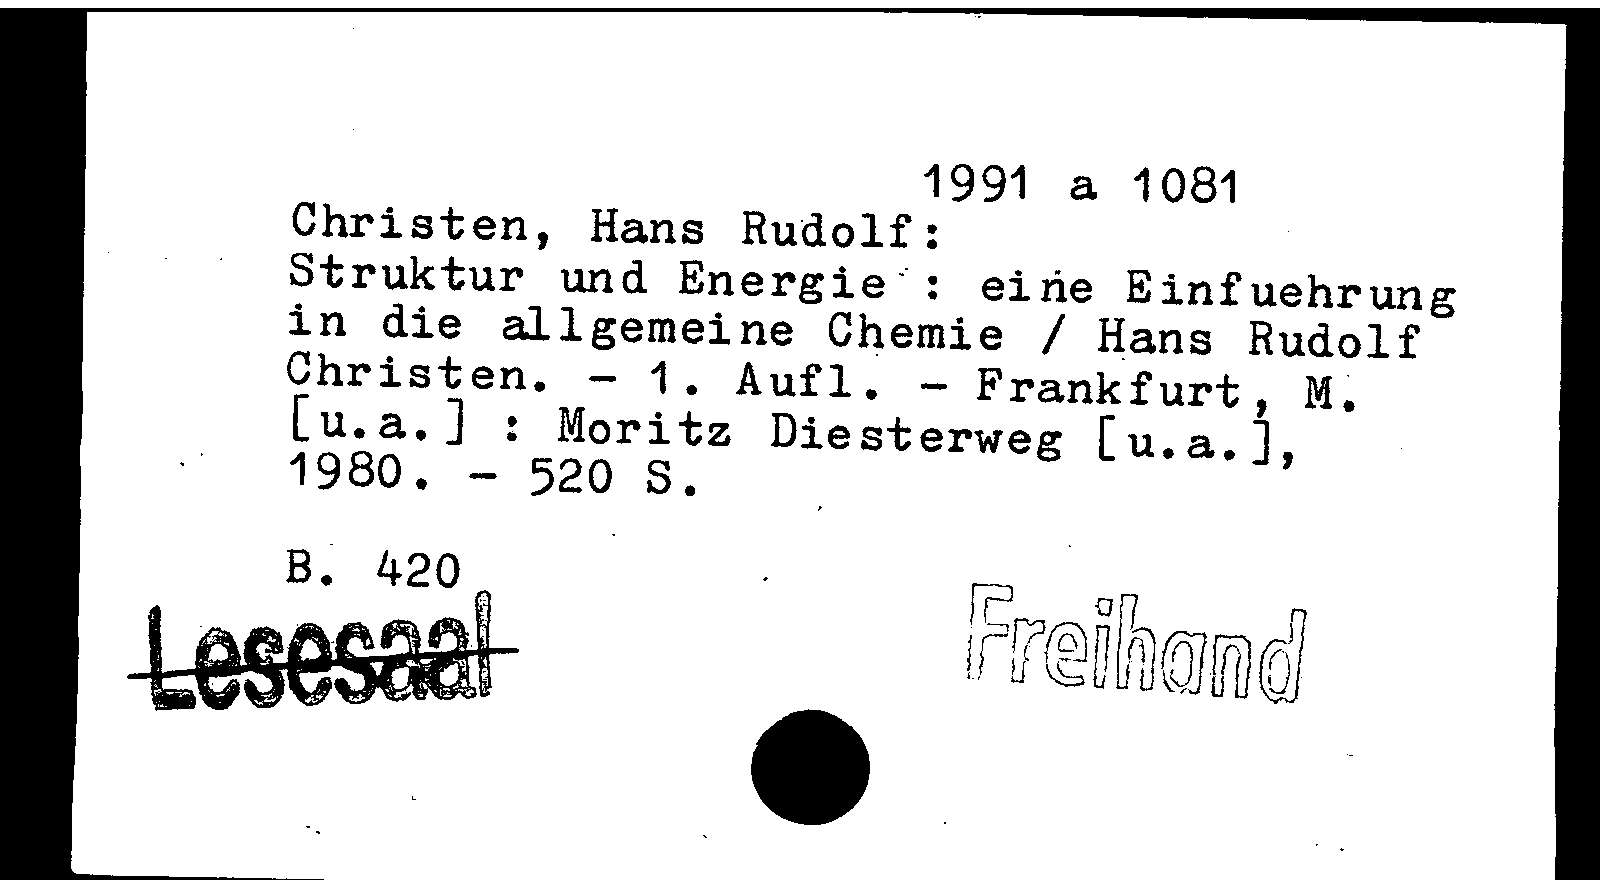 1991 a 1081
Christen, Hans Rudolf:
Struktur und Energie : eine Einfuehrung
in die allgemeine Chemie / Hans Rudolf
Christen. - 1. Aufl. - Frankfurt, M.
[u.a.] : Moritz Diesterweg [u.a.],
1980. - 520 S.
B. 420
Lesesaal
Freihand